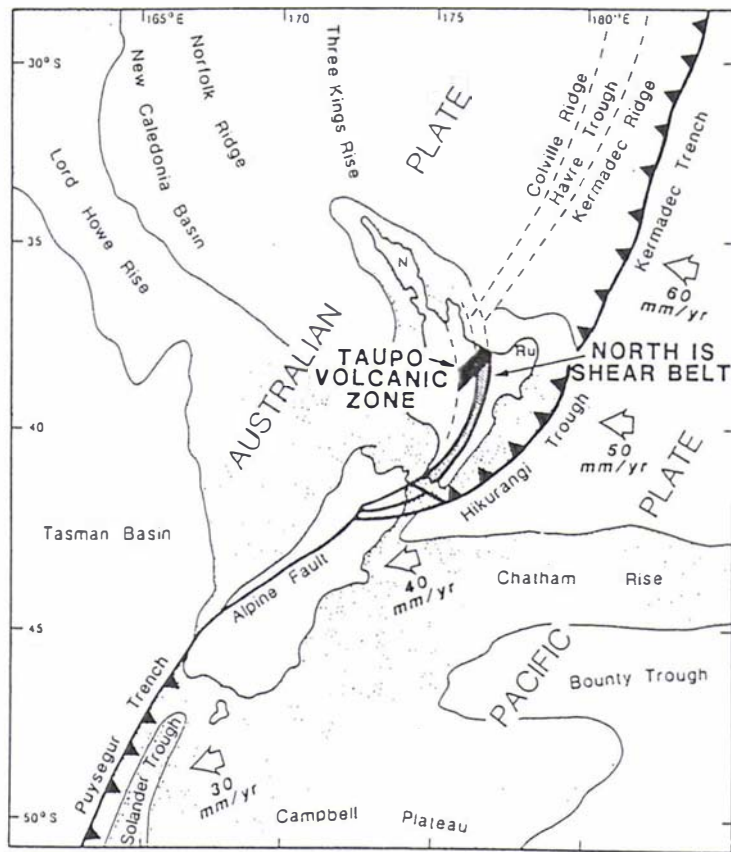 165°E
170
175
180°E
30°S
35
40
45
50°S
Norfolk Ridge
New Caledonia Basin
Lord Howe Rise
Three Kings Rise
PLATE
Colville Ridge
Havre Trough
Kermadec Ridge
Kermadec Trench
N
60
mm/yr
AUSTRALIAN
TAUPO
VOLCANIC
ZONE
Ru
NORTH IS
SHEAR BELT
50
mm/yr
PLATE
Hikurangi Trough
Tasman Basin
Alpine Fault
40
mm/yr
Chatham Rise
PACIFIC
Bounty Trough
Puysegur Trench
Solander Trough
30
mm/yr
Campbell Plateau